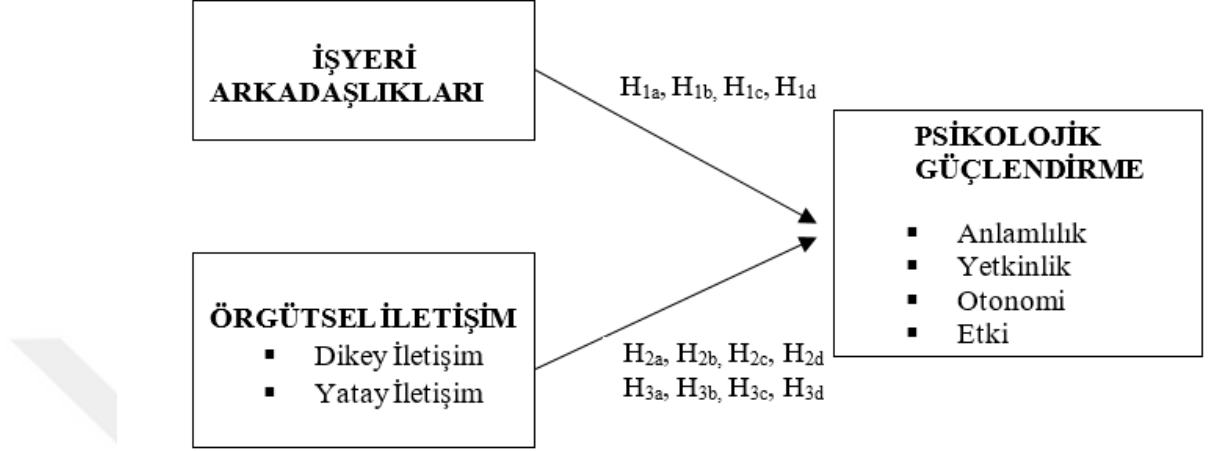 İŞYERİ
ARKADAŞLIKLARI
H1a, H1b, H1c, H1d
PSİKOLOJİK
GÜÇLENDİRME
▪ Anlamlılık
▪ Yetkinlik
▪ Otonomi
▪ Etki
ÖRGÜTSEL İLETİŞİM
▪ Dikey İletişim
▪ Yatay İletişim
H2a, H2b, H2c, H2d
H3a, H3b, H3c, H3d